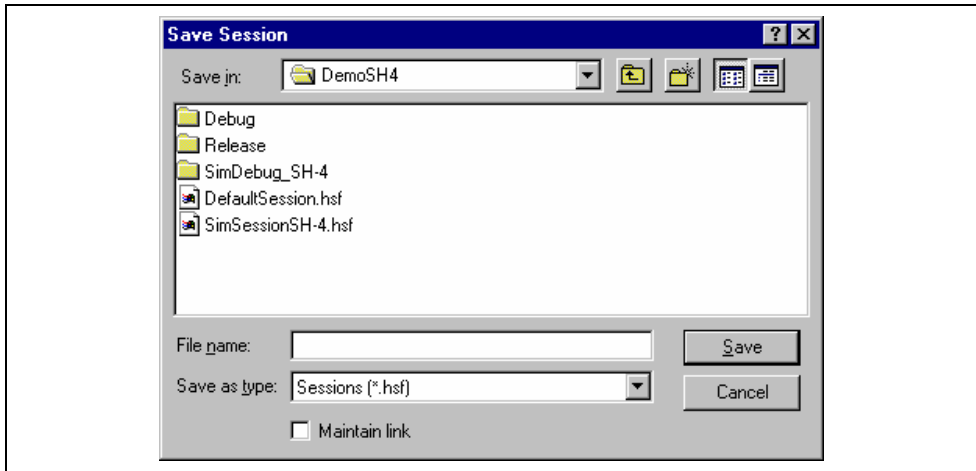 Save Session
Save in: DemoSH4
Debug
Release
SimDebug_SH-4
DefaultSession.hsf
SimSessionSH-4.hsf
File name: Save
Save as type: Sessions (*.hsf) Cancel
Maintain link